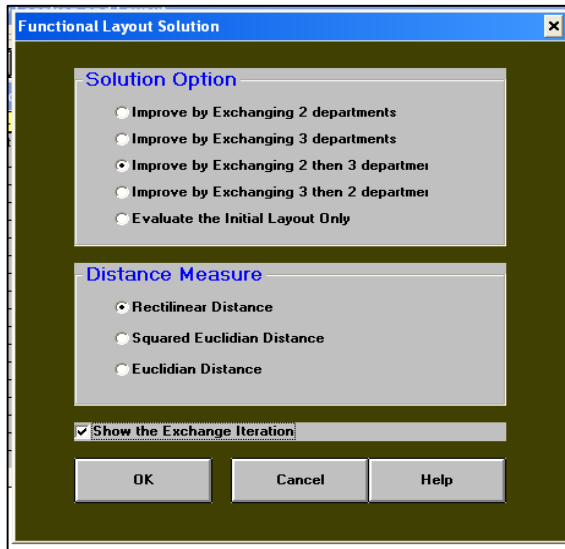 Functional Layout Solution
Solution Option
Improve by Exchanging 2 departments
Improve by Exchanging 3 departments
Improve by Exchanging 2 then 3 departmer
Improve by Exchanging 3 then 2 departmer
Evaluate the Initial Layout Only
Distance Measure
Rectilinear Distance
Squared Euclidian Distance
Euclidian Distance
Show the Exchange Iteration
OK Cancel Help